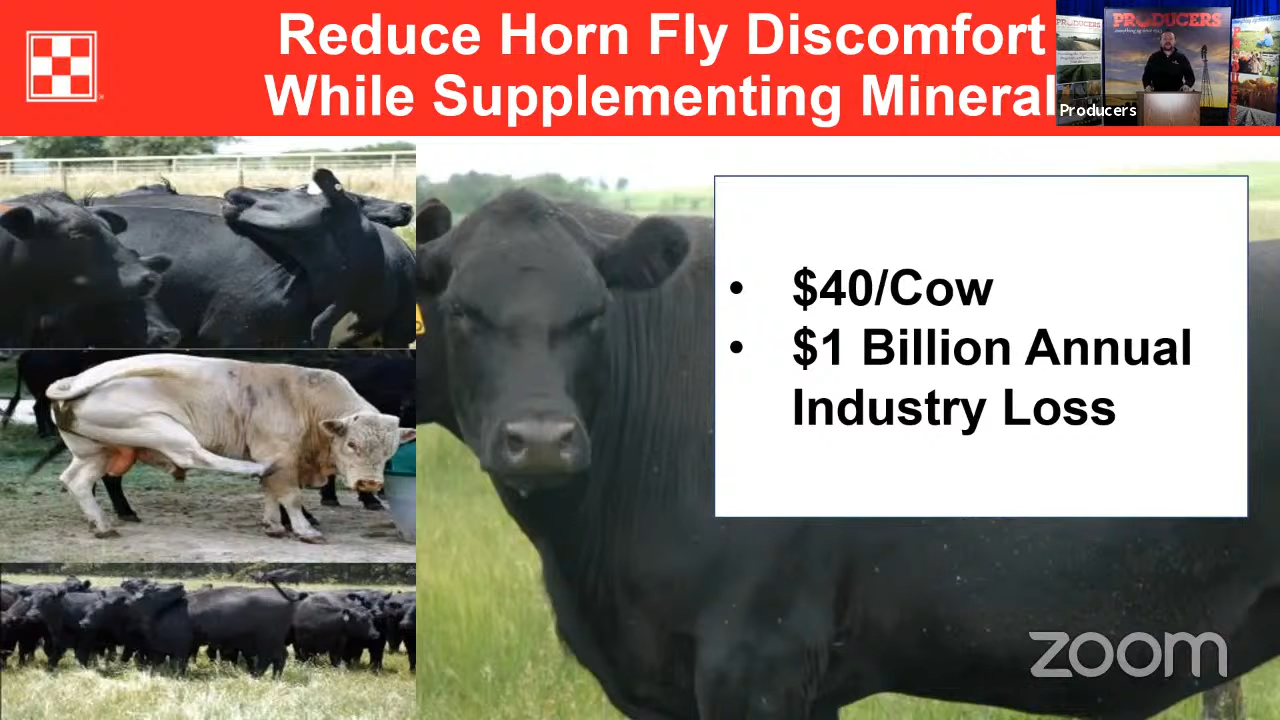 Reduce Horn Fly Discomfort
While Supplementing Mineral
PRODUCERS
Producers
• $40/Cow
• $1 Billion Annual
Industry Loss
zoom